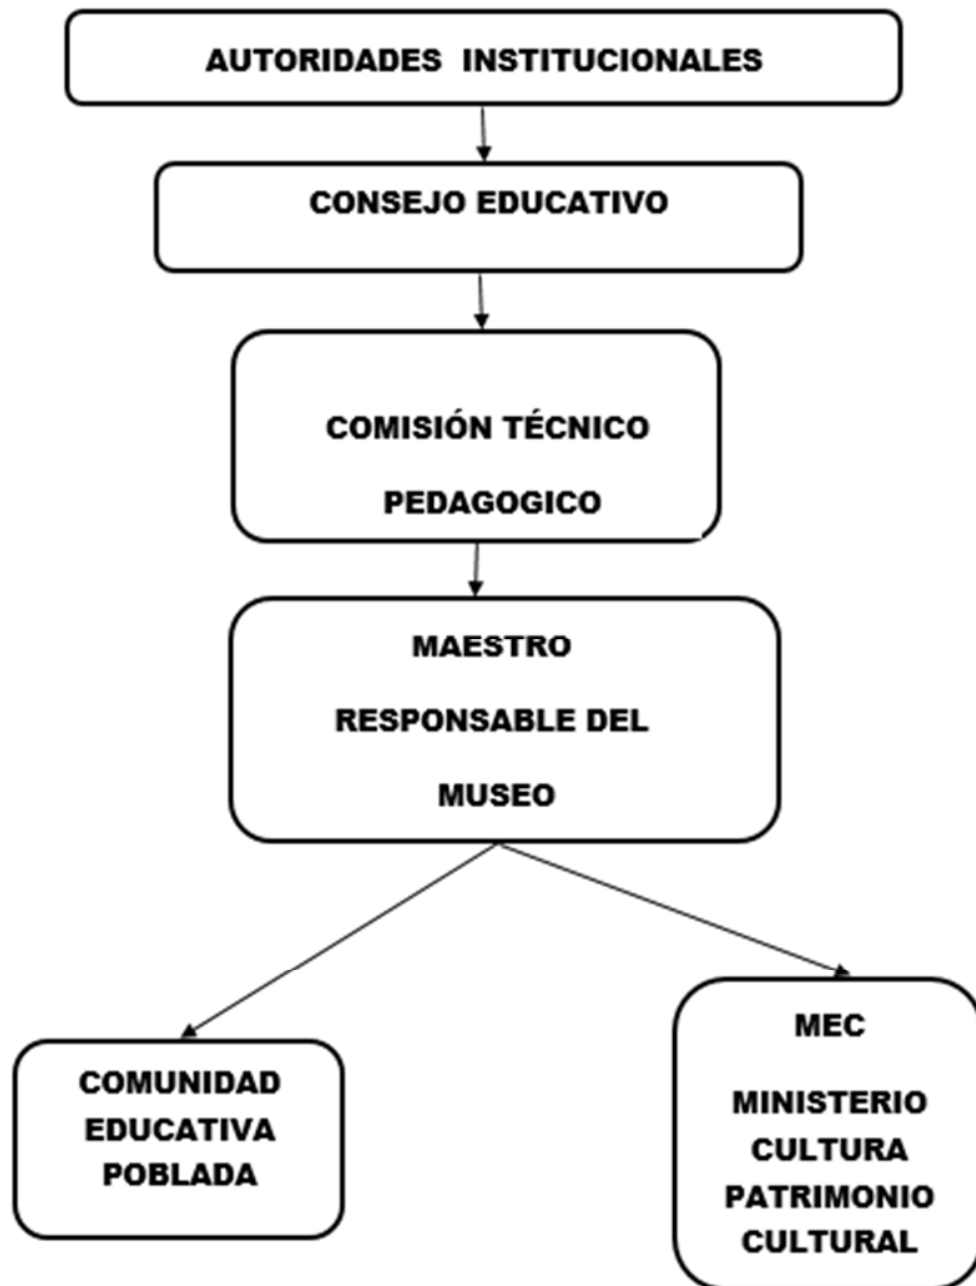 AUTORIDADES INSTITUCIONALES
CONSEJO EDUCATIVO
COMISIÓN TÉCNICO
PEDAGOGICO
MAESTRO
RESPONSABLE DEL
MUSEO
COMUNIDAD
EDUCATIVA
POBLADA
MEC
MINISTERIO
CULTURA
PATRIMONIO
CULTURAL